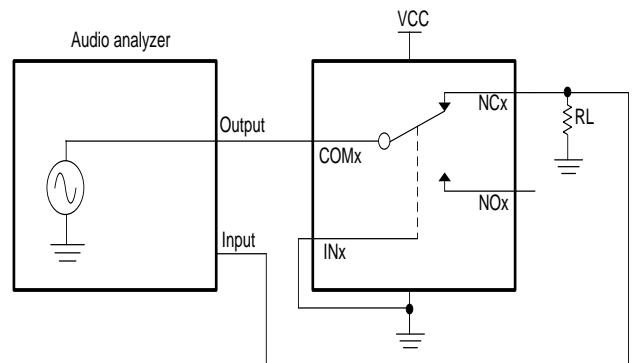 VCC
Audio analyzer
NCx
RL
Output
COMx
NOx
Input
INx